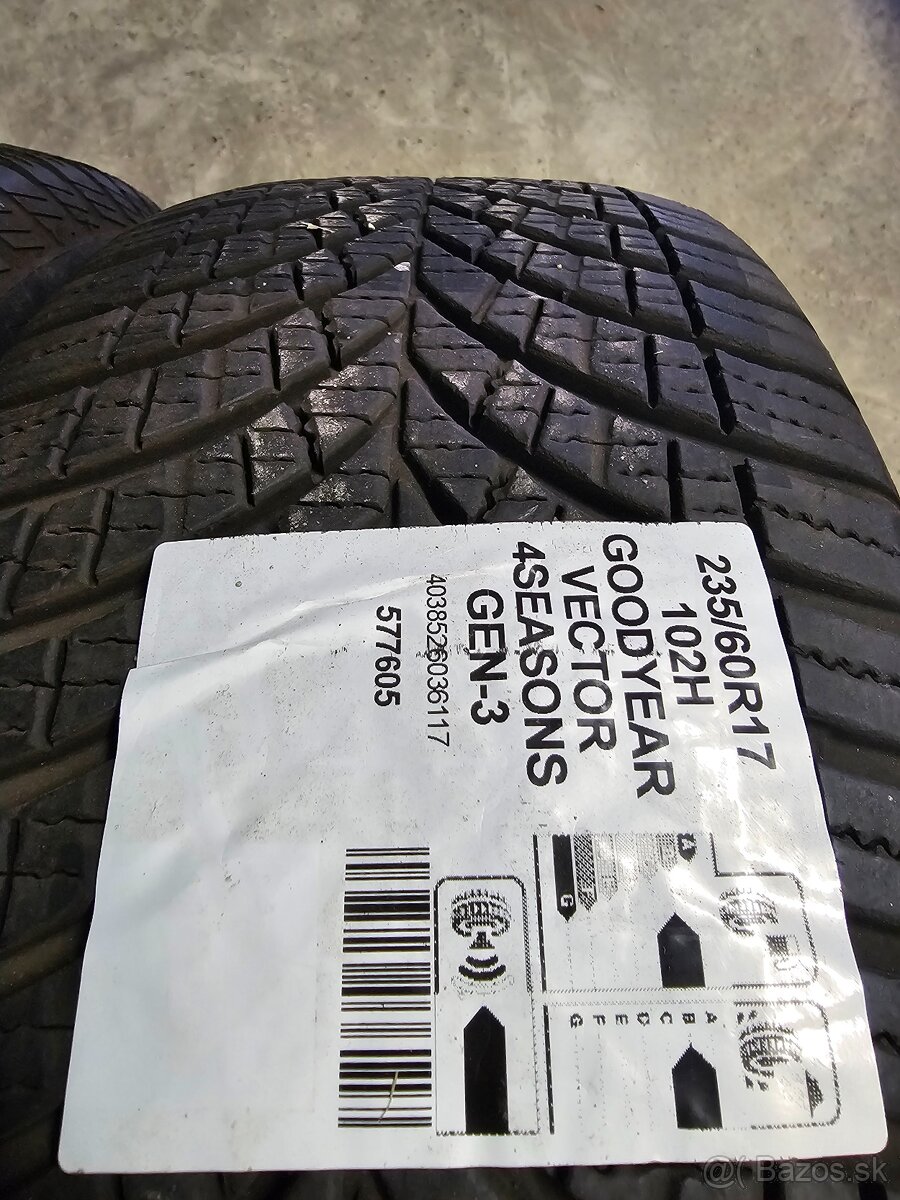 235/60R17
102H
GOODYEAR
VECTOR
4SEASONS
GEN-3
4038526036117
577605
A
G
A
B
C
D
E
F
G
@( Bazos.sk